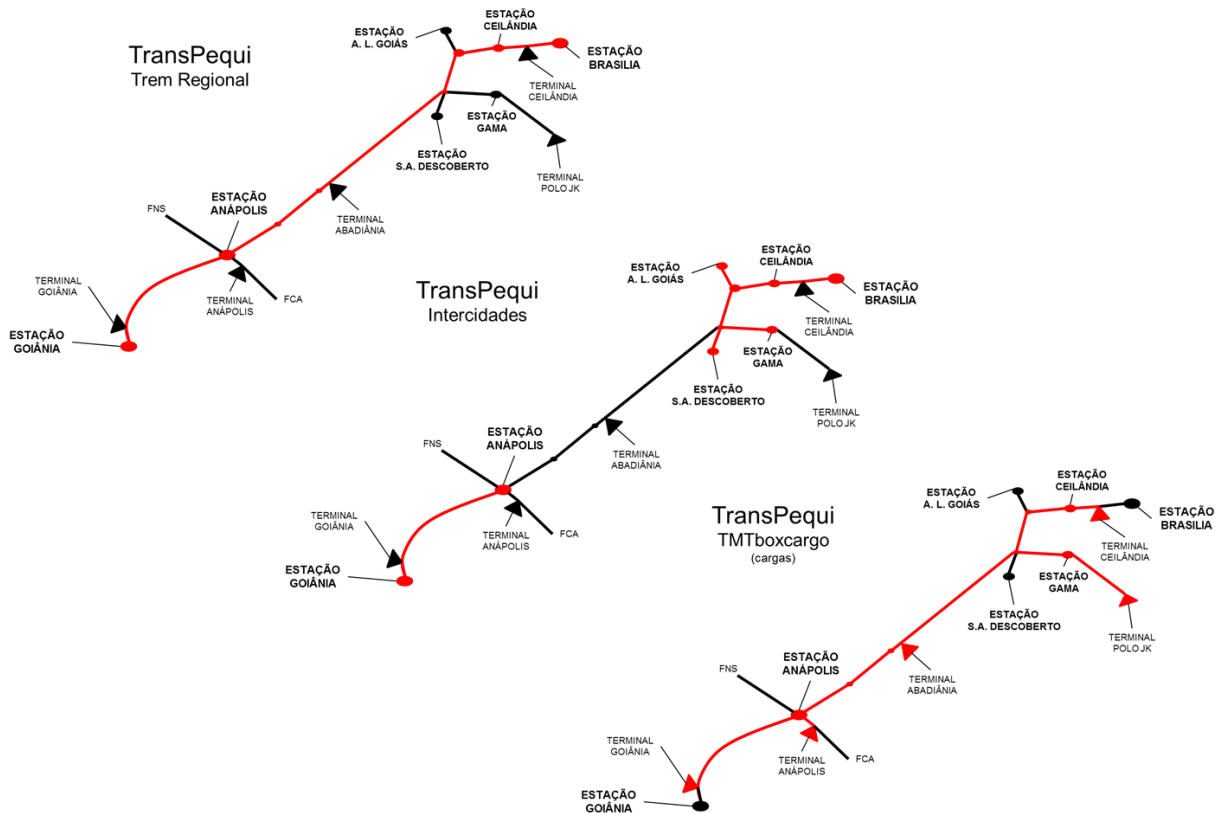 TransPequi
Trem Regional
ESTAÇÃO
A. L. GOIÁS
ESTAÇÃO
CEILÂNDIA
ESTAÇÃO
BRASILIA
TERMINAL
CEILÂNDIA
ESTAÇÃO
GAMA
ESTAÇÃO
S.A. DESCOBERTO
TERMINAL
POLO JK
TERMINAL
ABADIÂNIA
ESTAÇÃO
ANÁPOLIS
FNS
FCA
TERMINAL
ANÁPOLIS
TERMINAL
GOIÂNIA
ESTAÇÃO
GOIÂNIA
TransPequi
Intercidades
ESTAÇÃO
A. L. GOIÁS
ESTAÇÃO
CEILÂNDIA
ESTAÇÃO
BRASILIA
TERMINAL
CEILÂNDIA
ESTAÇÃO
GAMA
ESTAÇÃO
S.A. DESCOBERTO
TERMINAL
POLO JK
TERMINAL
ABADIÂNIA
ESTAÇÃO
ANÁPOLIS
FNS
FCA
TERMINAL
ANÁPOLIS
TERMINAL
GOIÂNIA
ESTAÇÃO
GOIÂNIA
TransPequi
TMTboxcargo
(cargas)
ESTAÇÃO
A. L. GOIÁS
ESTAÇÃO
CEILÂNDIA
ESTAÇÃO
BRASILIA
TERMINAL
CEILÂNDIA
ESTAÇÃO
GAMA
ESTAÇÃO
S.A. DESCOBERTO
TERMINAL
POLO JK
TERMINAL
ABADIÂNIA
ESTAÇÃO
ANÁPOLIS
FNS
FCA
TERMINAL
ANÁPOLIS
TERMINAL
GOIÂNIA
ESTAÇÃO
GOIÂNIA